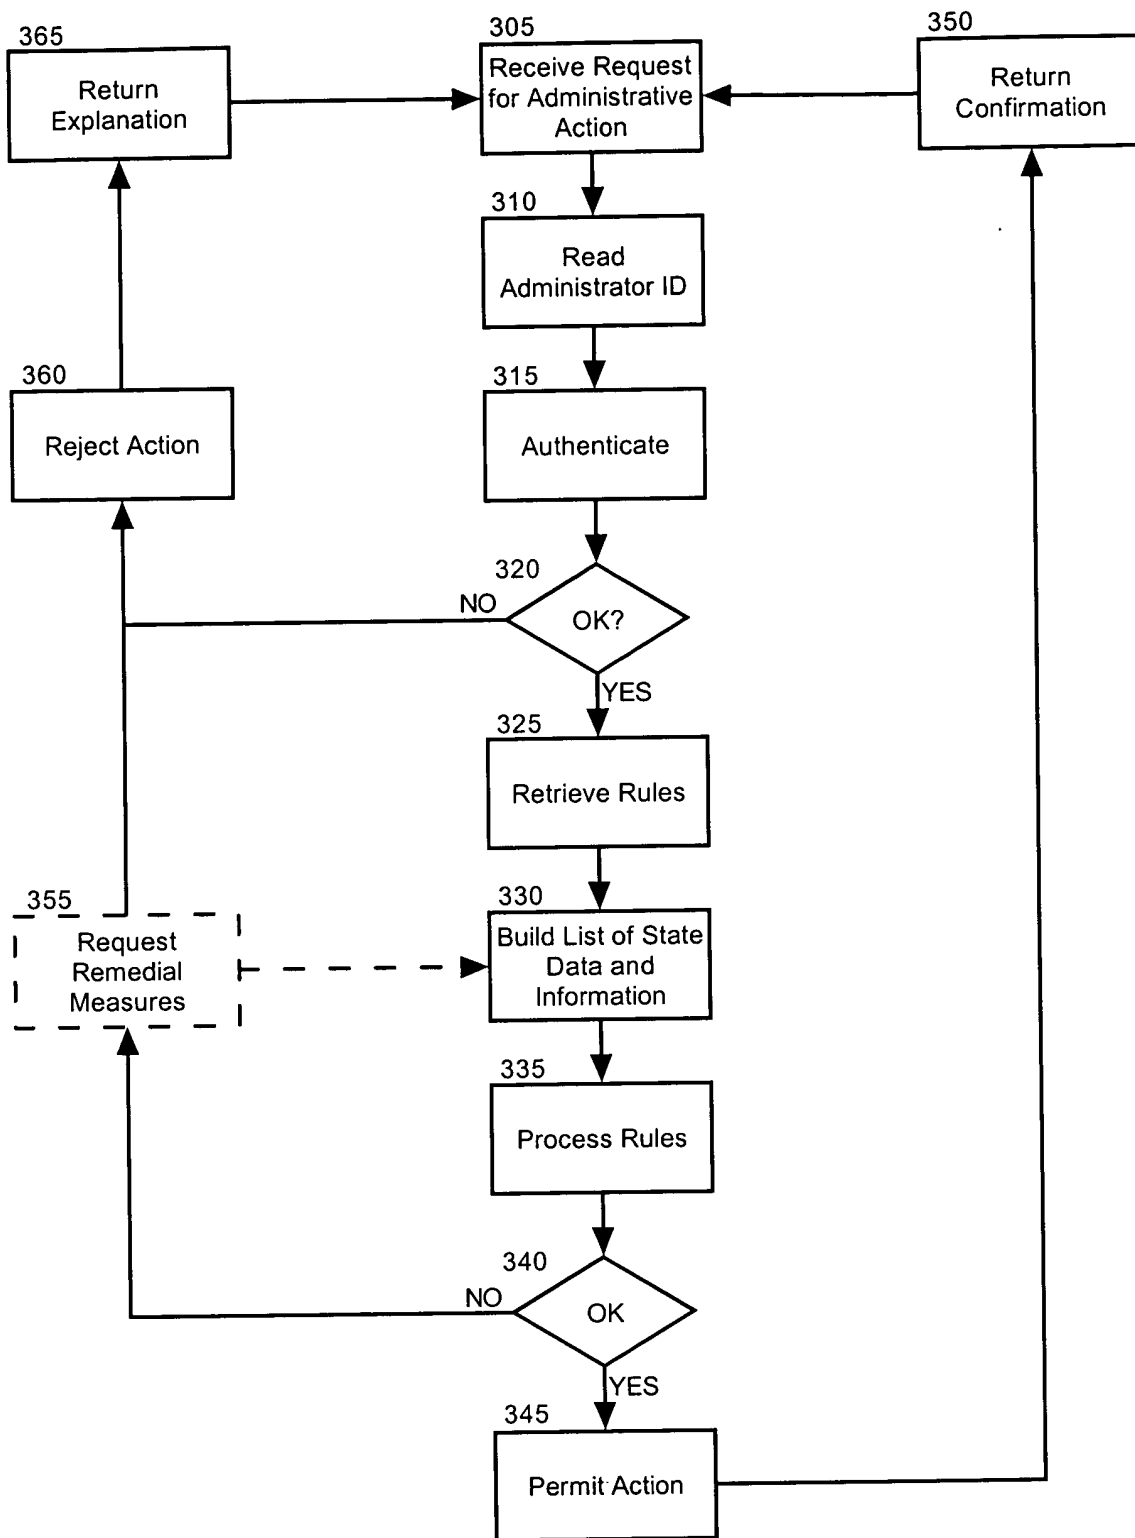 365
Return
Explanation
305
Receive Request
for Administrative
Action
350
Return
Confirmation
310
Read
Administrator ID
360
Reject Action
315
Authenticate
320
OK?
NO
YES
325
Retrieve Rules
355
Request
Remedial
Measures
330
Build List of State
Data and
Information
335
Process Rules
340
OK
NO
YES
345
Permit Action